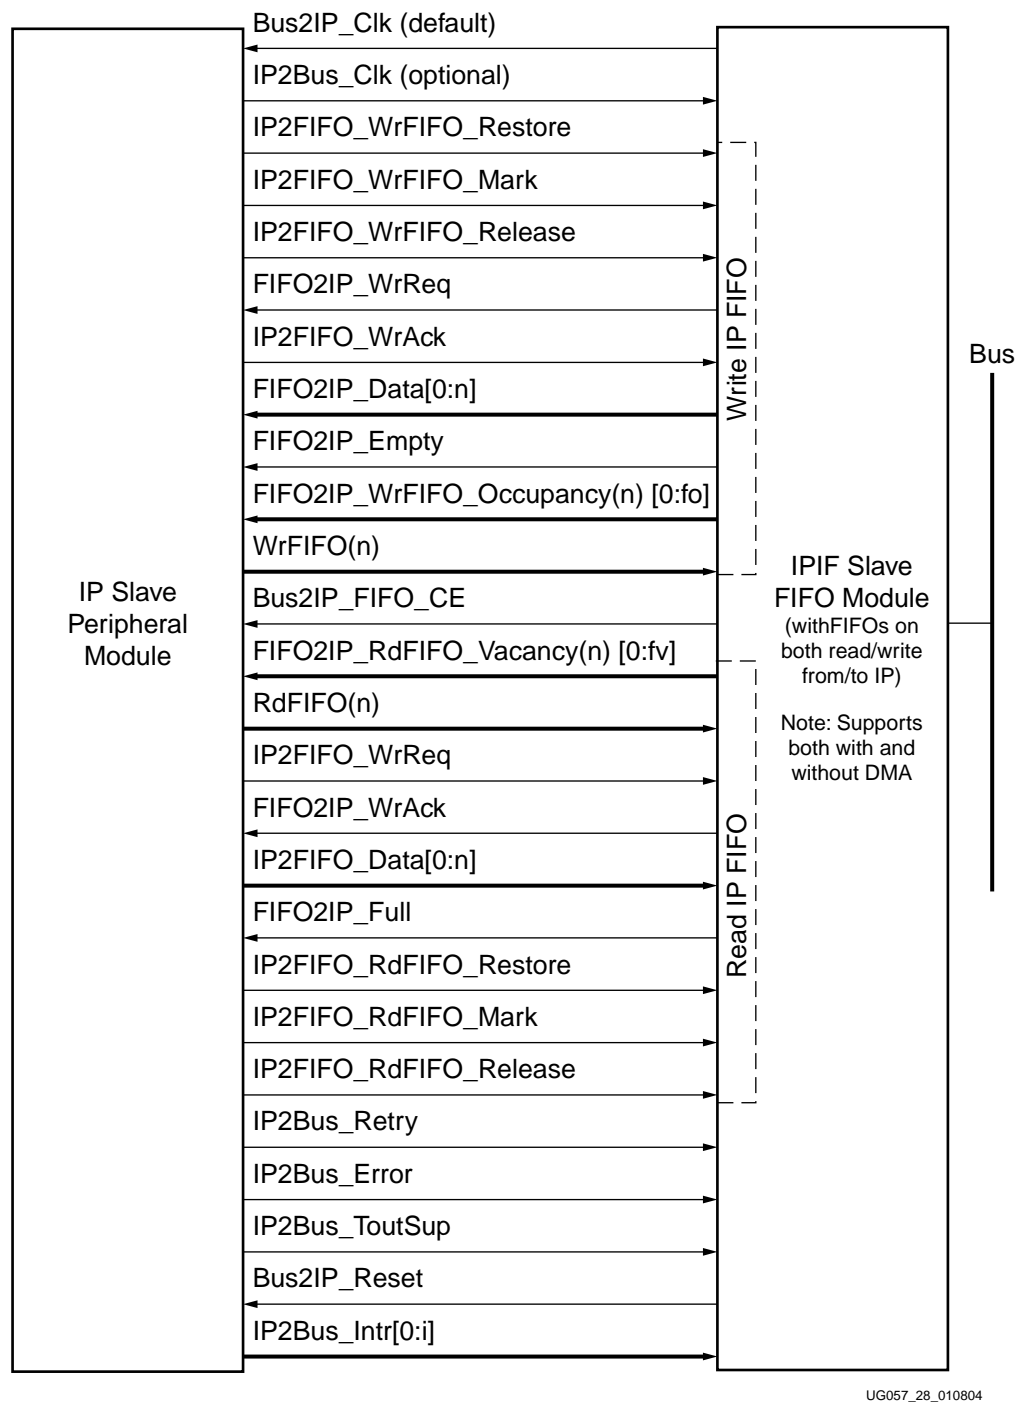 Bus2IP_Clk (default)
IP2Bus_Clk (optional)
IP2FIFO_WrFIFO_Restore
IP2FIFO_WrFIFO_Mark
IP2FIFO_WrFIFO_Release
FIFO2IP_WrReq
IP2FIFO_WrAck
FIFO2IP_Data[0:n]
FIFO2IP_Empty
FIFO2IP_WrFIFO_Occupancy(n) [0:fo]
WrFIFO(n)
Bus2IP_FIFO_CE
FIFO2IP_RdFIFO_Vacancy(n) [0:fv]
RdFIFO(n)
IP2FIFO_WrReq
FIFO2IP_WrAck
IP2FIFO_Data[0:n]
FIFO2IP_Full
IP2FIFO_RdFIFO_Restore
IP2FIFO_RdFIFO_Mark
IP2FIFO_RdFIFO_Release
IP2Bus_Retry
IP2Bus_Error
IP2Bus_ToutSup
Bus2IP_Reset
IP2Bus_Intr[0:i]
IP Slave
Peripheral
Module
Write IP FIFO
Read IP FIFO
IPIF Slave
FIFO Module
(withFIFOs on
both read/write
from/to IP)
Note: Supports
both with and
without DMA
Bus
UG057_28_010804